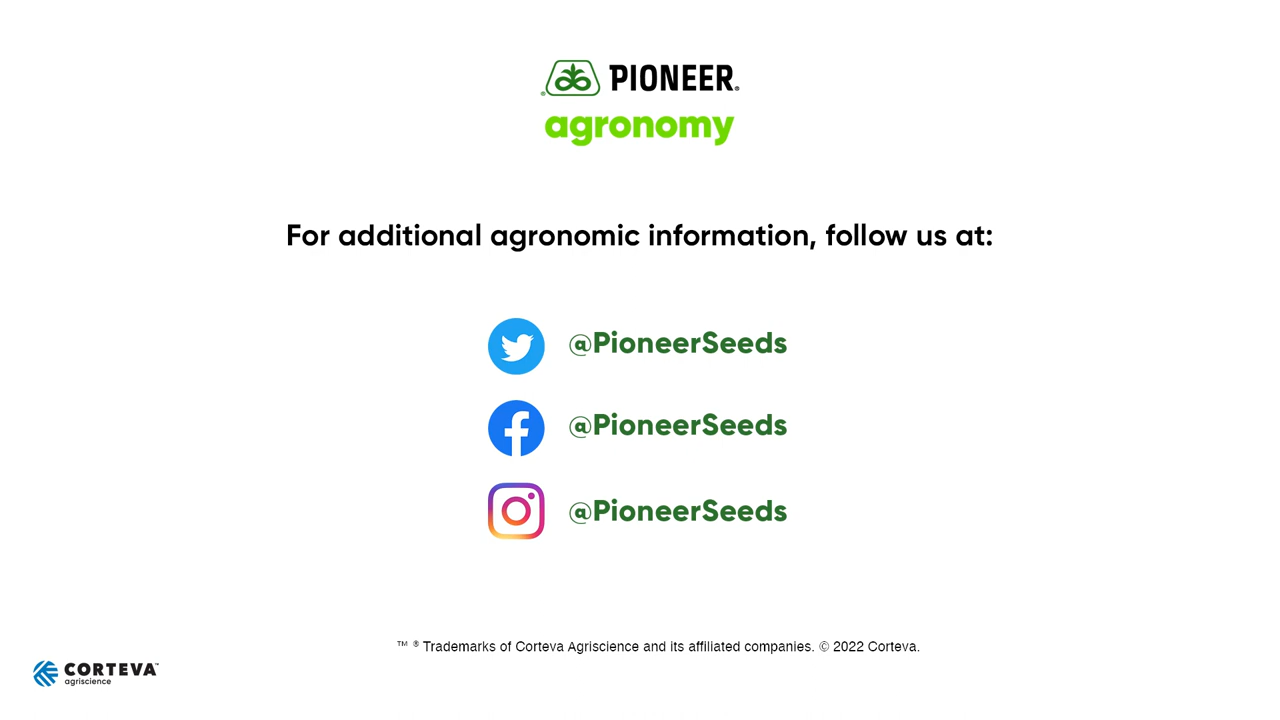 PIONEER®
agronomy
For additional agronomic information, follow us at:
@PioneerSeeds
@PioneerSeeds
@PioneerSeeds
™ ® Trademarks of Corteva Agriscience and its affiliated companies. © 2022 Corteva.
CORTEVA™
agriscience